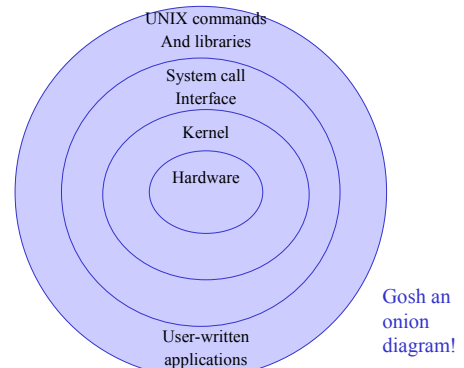 UNIX commands
And libraries
System call
Interface
Kernel
Hardware
User-written
applications
Gosh an
onion
diagram!